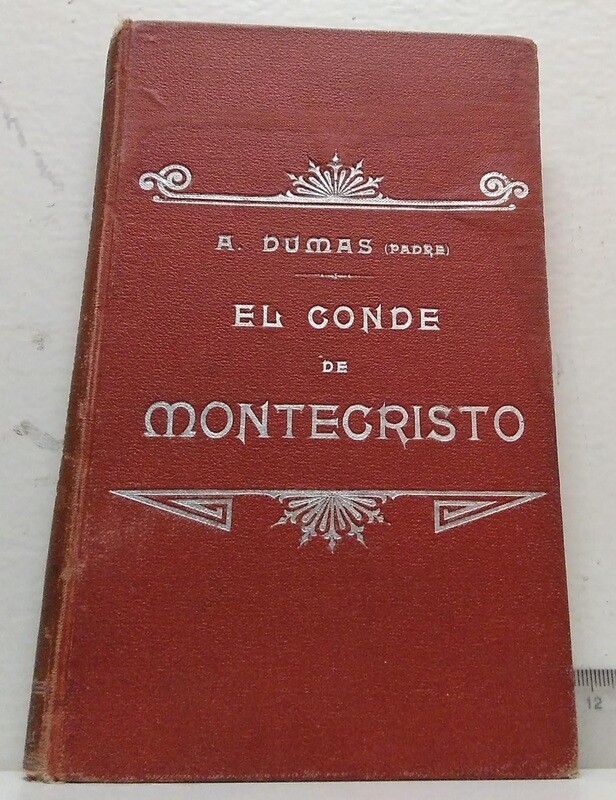 A. DUMAS (PADRE)
EL CONDE
DE
MONTECRISTO
12